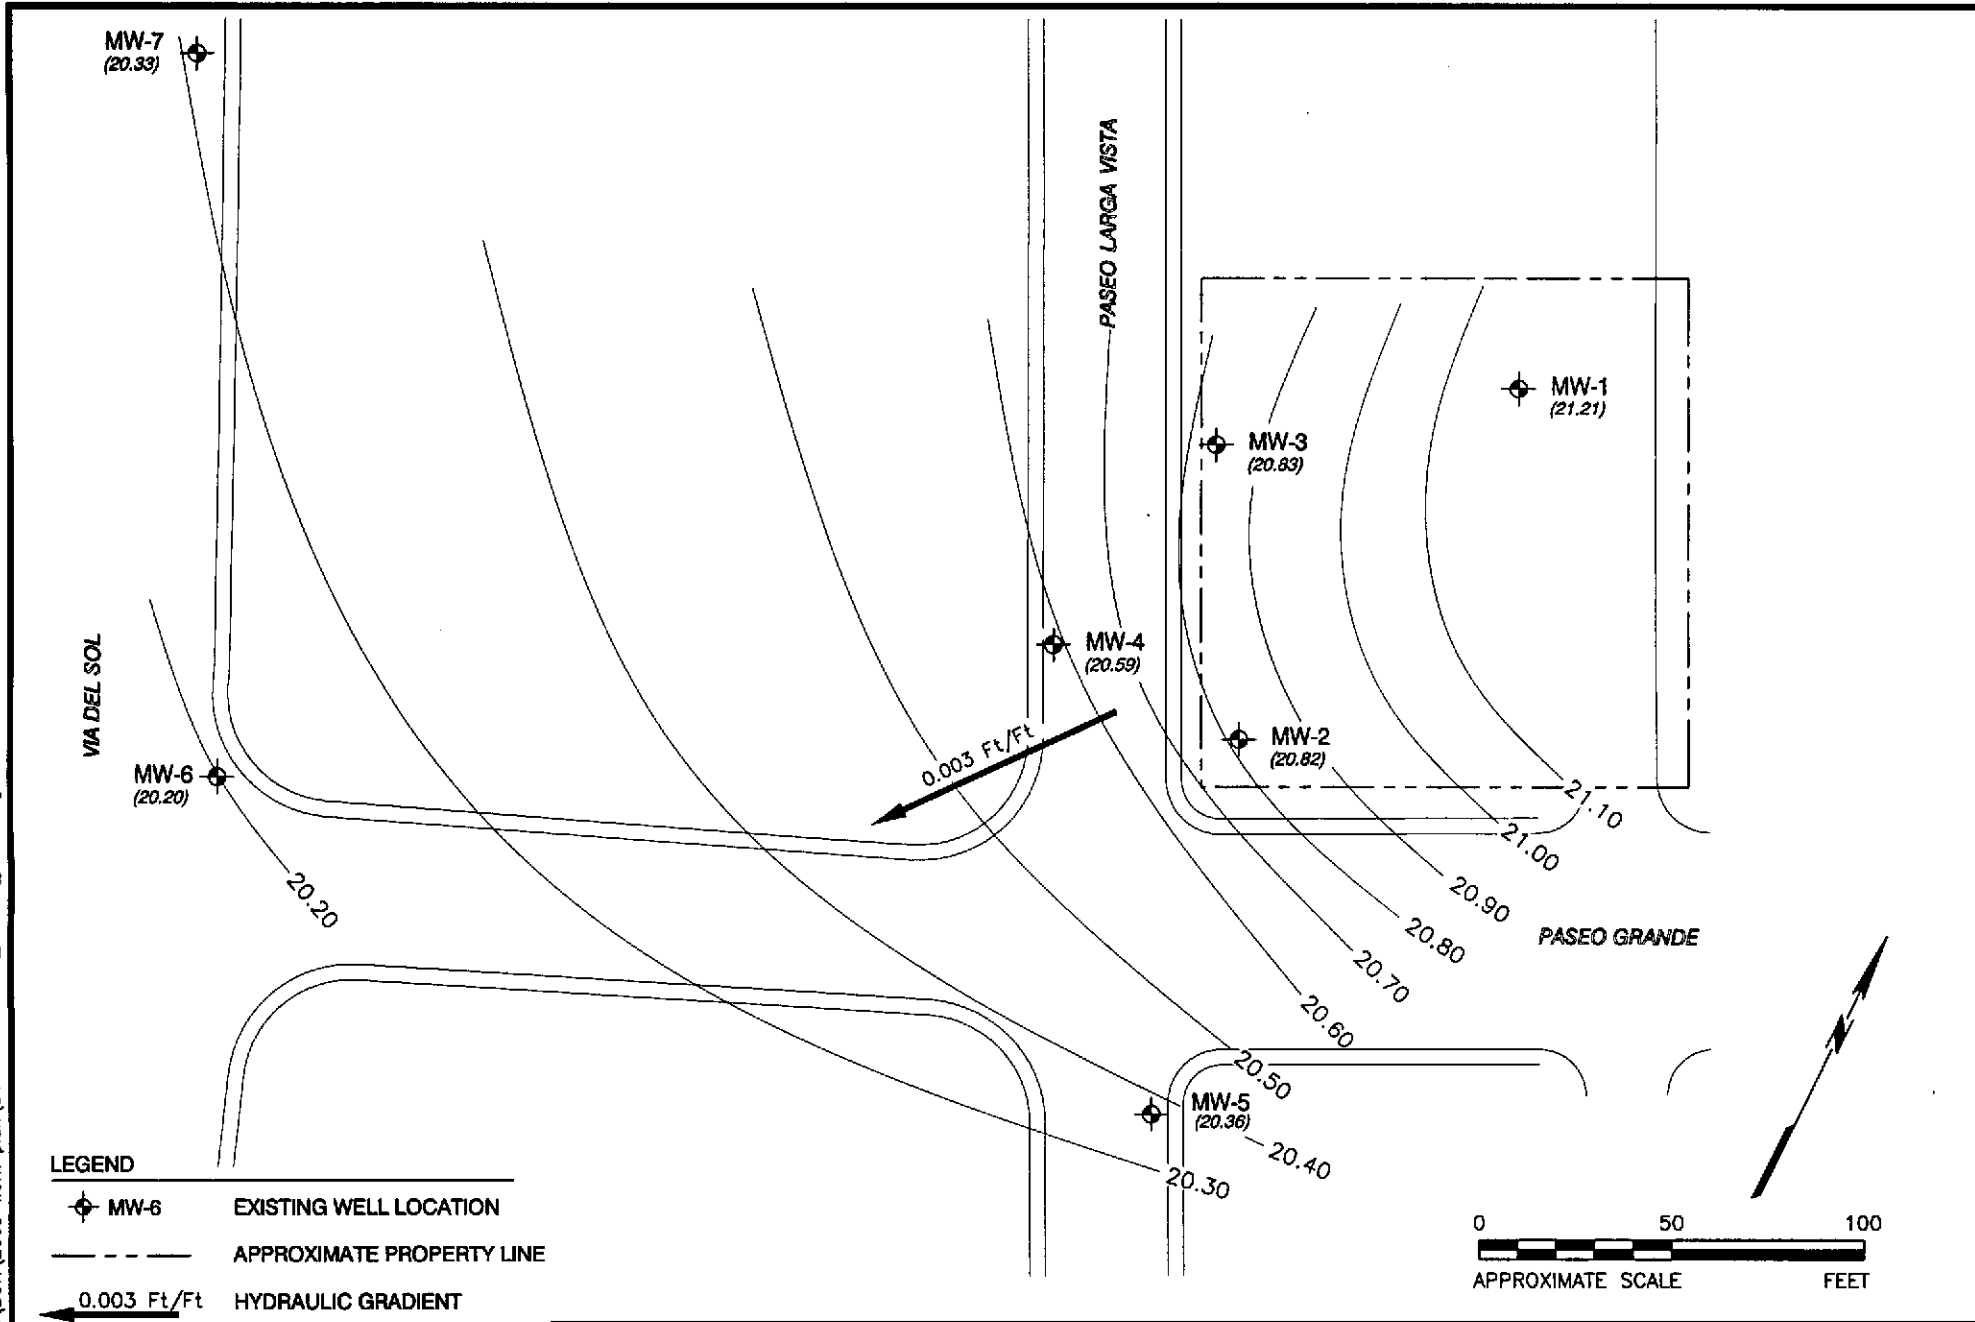 MW-7
(20.33)
PASEO LARGA VISTA
MW-1
(21.21)
MW-3
(20.83)
MW-4
(20.59)
VIA DEL SOL
0.003 Ft/Ft
MW-2
(20.82)
MW-6
(20.20)
21.10
21.00
20.90
20.80
20.70
20.60
20.50
20.40
20.30
20.20
PASEO GRANDE
MW-5
(20.36)
LEGEND
MW-6 EXISTING WELL LOCATION
APPROXIMATE PROPERTY LINE
0.003 Ft/Ft HYDRAULIC GRADIENT
0 50 100
APPROXIMATE SCALE FEET